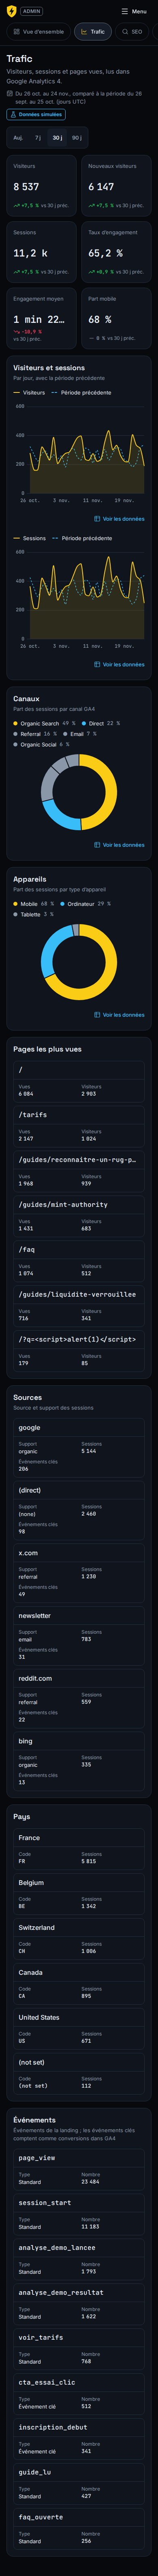 ADMIN
Menu
Vue d'ensemble
Trafic
SEO
Trafic
Visiteurs, sessions et pages vues, lus dans
Google Analytics 4.
Du 26 oct. au 24 nov., comparé à la période du 26
sept. au 25 oct. (jours UTC)
Données simulées
Auj.
7 j
30 j
90 j
Visiteurs
8 537
+7,5 % vs 30 j préc.
Nouveaux visiteurs
6 147
+7,5 % vs 30 j préc.
Sessions
11,2 k
+7,5 % vs 30 j préc.
Taux d'engagement
65,2 %
+0,9 % vs 30 j préc.
Engagement moyen
1 min 22…
-10,9 %
vs 30 j préc.
Part mobile
68 %
0 % vs 30 j préc.
Visiteurs et sessions
Par jour, avec la période précédente
Visiteurs
Période précédente
600
400
200
0
26 oct.
3 nov.
11 nov.
19 nov.
Voir les données
Sessions
Période précédente
600
400
200
0
26 oct.
3 nov.
11 nov.
19 nov.
Voir les données
Canaux
Sessions par canal GA4
Organic Search 49 %
Direct 22 %
Referral 16 %
Email 7 %
Organic Social 6 %
Voir les données
Appareils
Part des sessions par type d'appareil
Mobile 68 %
Ordinateur 29 %
Tablette 3 %
Voir les données
Pages les plus vues
/
Vues
Visiteurs
6 084
2 903
/tarifs
Vues
Visiteurs
2 147
1 024
/guides/reconnaitre-un-rug-p…
Vues
Visiteurs
1 968
939
/guides/mint-authority
Vues
Visiteurs
1 431
683
/faq
Vues
Visiteurs
1 074
512
/guides/liquidite-verrouillee
Vues
Visiteurs
716
341
/?q=<script>alert(1)</script>
Vues
Visiteurs
179
85
Sources
Source et support des sessions
google
Support
Sessions
organic
5 144
Événements clés
206
(direct)
Support
Sessions
(none)
2 460
Événements clés
98
x.com
Support
Sessions
referral
1 230
Événements clés
49
newsletter
Support
Sessions
email
783
Événements clés
31
reddit.com
Support
Sessions
referral
559
Événements clés
22
bing
Support
Sessions
organic
335
Événements clés
13
Pays
France
Code
Sessions
FR
5 815
Belgium
Code
Sessions
BE
1 342
Switzerland
Code
Sessions
CH
1 006
Canada
Code
Sessions
CA
895
United States
Code
Sessions
US
671
(not set)
Code
Sessions
(not set)
112
Événements
Événements de la landing ; les événements clés
comptent comme conversions dans GA4
page_view
Type
Nombre
Standard
23 484
session_start
Type
Nombre
Standard
11 183
analyse_demo_lancee
Type
Nombre
Standard
1 793
analyse_demo_resultat
Type
Nombre
Standard
1 622
voir_tarifs
Type
Nombre
Standard
768
cta_essai_clic
Type
Nombre
Événement clé
512
inscription_debut
Type
Nombre
Événement clé
341
guide_lu
Type
Nombre
Standard
427
faq_ouverte
Type
Nombre
Standard
256